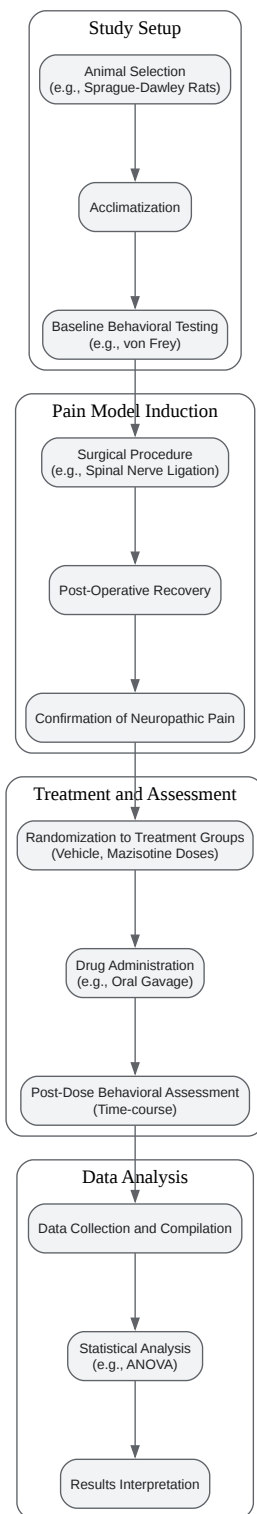 Study Setup
Animal Selection
(e.g., Sprague-Dawley Rats)
Acclimatization
Baseline Behavioral Testing
(e.g., von Frey)
Pain Model Induction
Surgical Procedure
(e.g., Spinal Nerve Ligation)
Post-Operative Recovery
Confirmation of Neuropathic Pain
Treatment and Assessment
Randomization to Treatment Groups
(Vehicle, Mazisotine Doses)
Drug Administration
(e.g., Oral Gavage)
Post-Dose Behavioral Assessment
(Time-course)
Data Analysis
Data Collection and Compilation
Statistical Analysis
(e.g., ANOVA)
Results Interpretation